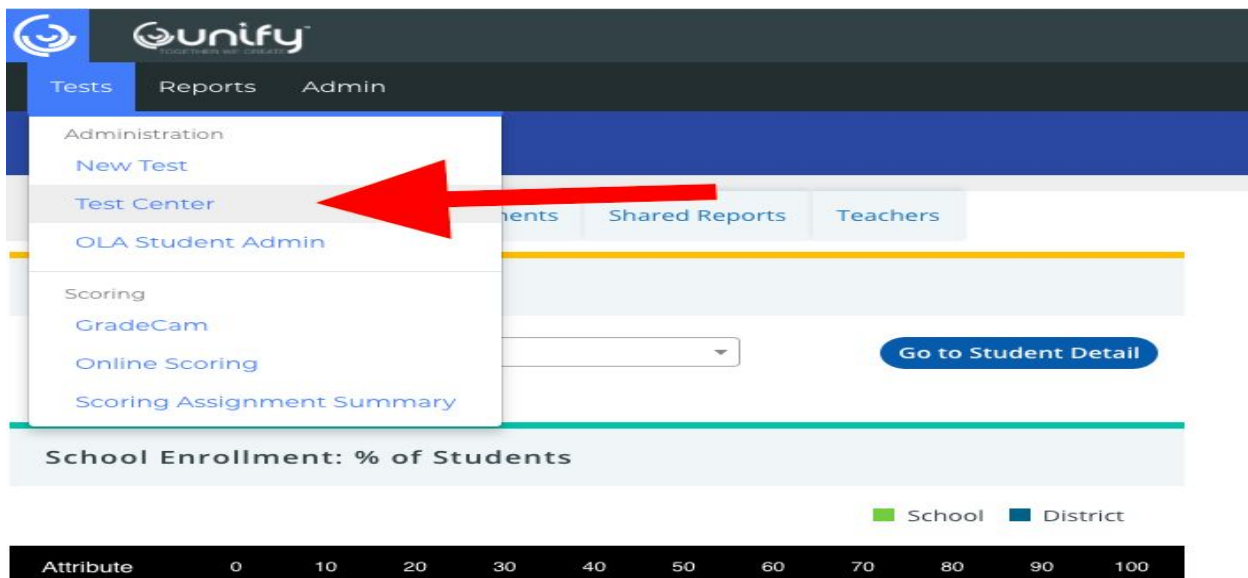 unify
TOGETHER WE CREATE
Tests Reports Admin
Administration
New Test
Test Center
OLA Student Admin
Shared Reports Teachers
Scoring
GradeCam
Online Scoring
Scoring Assignment Summary
Go to Student Detail
School Enrollment: % of Students
School District
Attribute 0 10 20 30 40 50 60 70 80 90 100